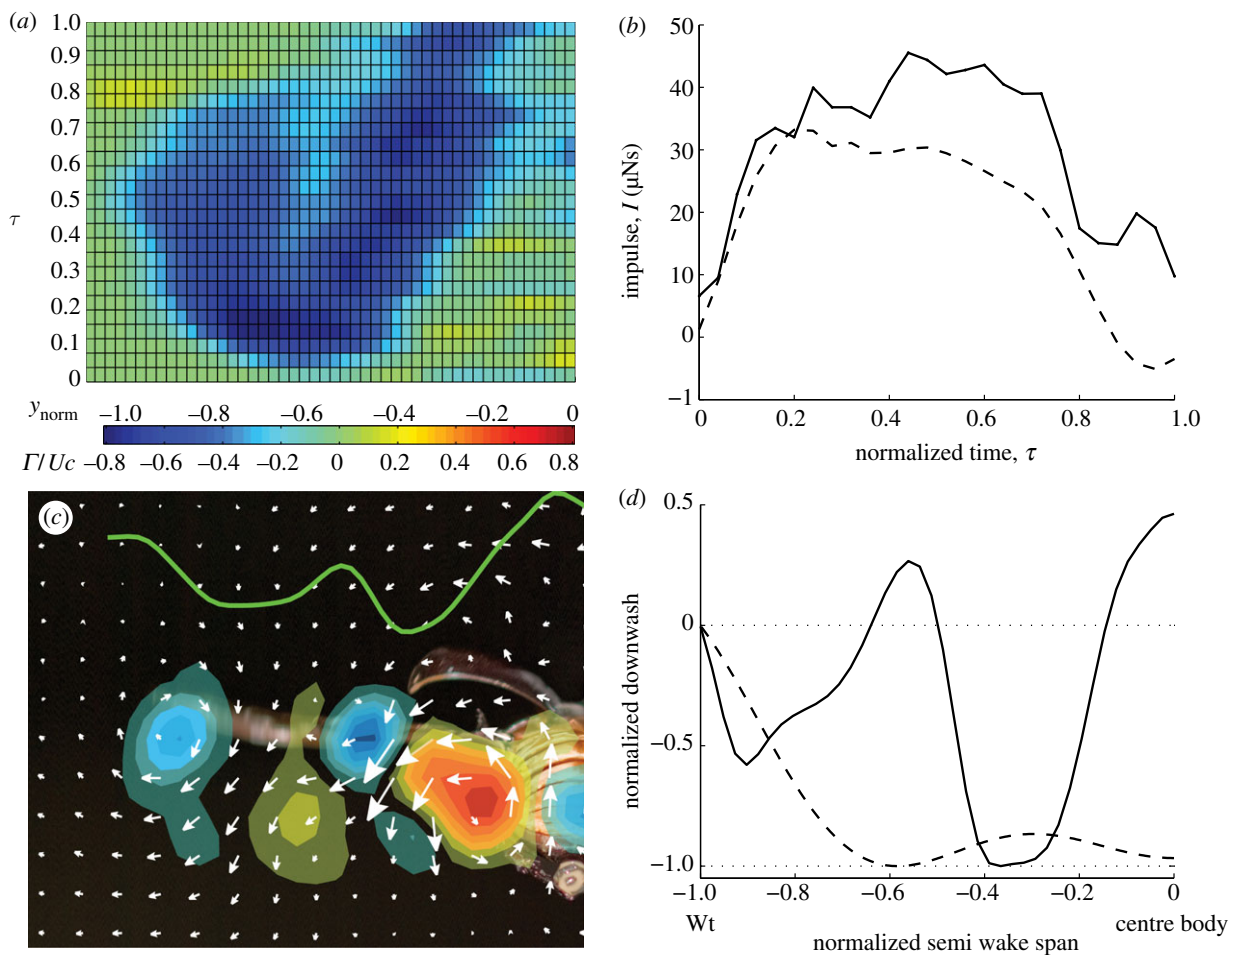 (a)
1.0
0.9
0.8
0.7
0.6
0.5
τ
0.4
0.3
0.2
0.1
0
y norm −1.0 −0.8 −0.6 −0.4 −0.2 0
Γ/Uc −0.8 −0.6 −0.4 −0.2 0 0.2 0.4 0.6 0.8
(b)
50
40
30
20
10
0
−1
impulse, I (µNs)
0 0.2 0.4 0.6 0.8 1.0
normalized time, τ
(c)
(d)
0.5
0
−0.5
−1.0
normalized downwash
−1.0 −0.8 −0.6 −0.4 −0.2 0
Wt centre body
normalized semi wake span